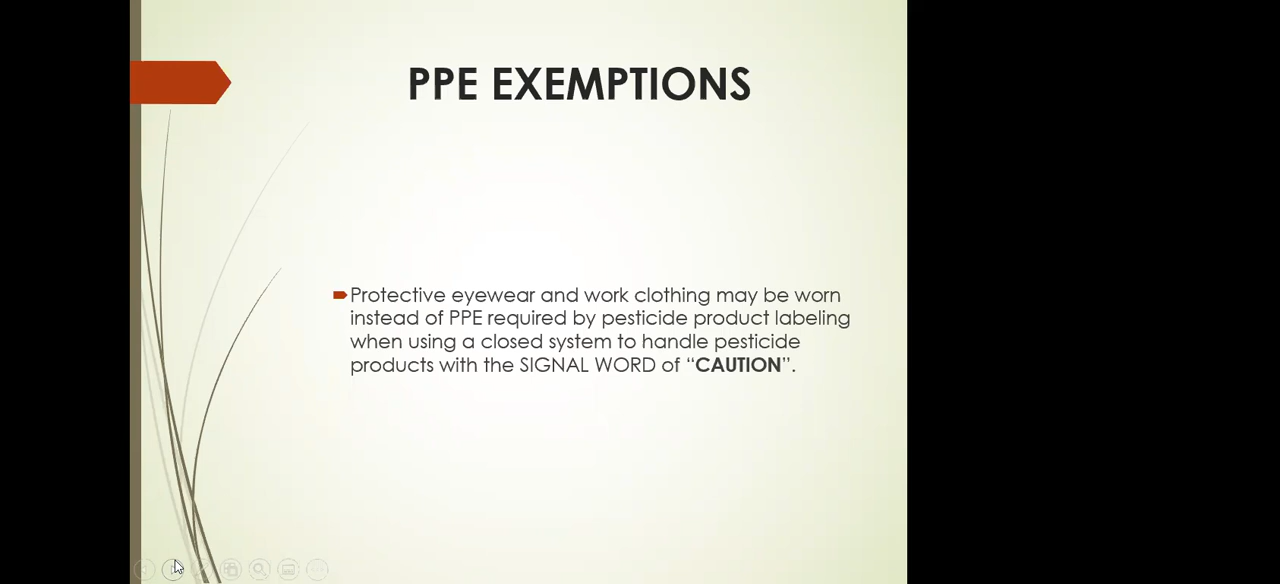 PPE EXEMPTIONS
Protective eyewear and work clothing may be worn
instead of PPE required by pesticide product labeling
when using a closed system to handle pesticide
products with the SIGNAL WORD of “CAUTION”.